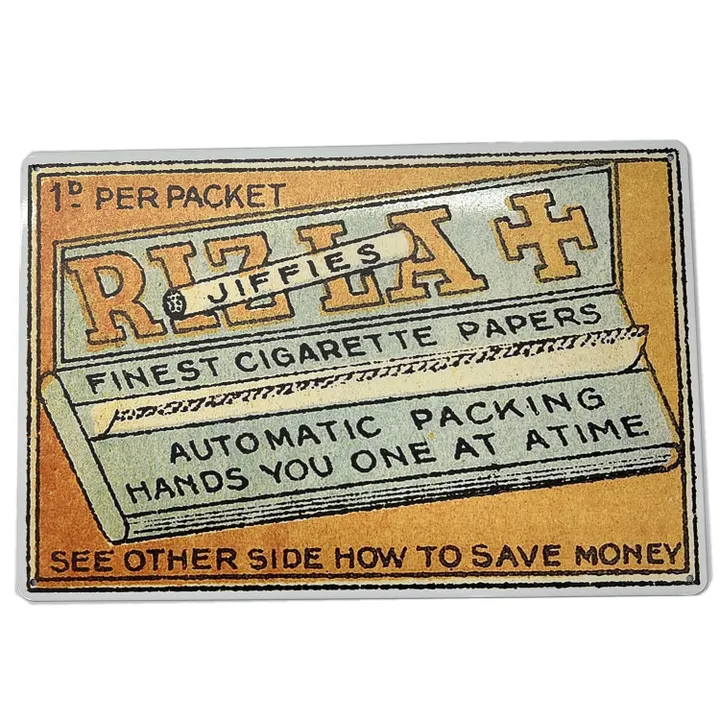 1D PER PACKET
RIZLA+
JIFFIES
FINEST CIGARETTE PAPERS
AUTOMATIC PACKING
HANDS YOU ONE AT A TIME
SEE OTHER SIDE HOW TO SAVE MONEY